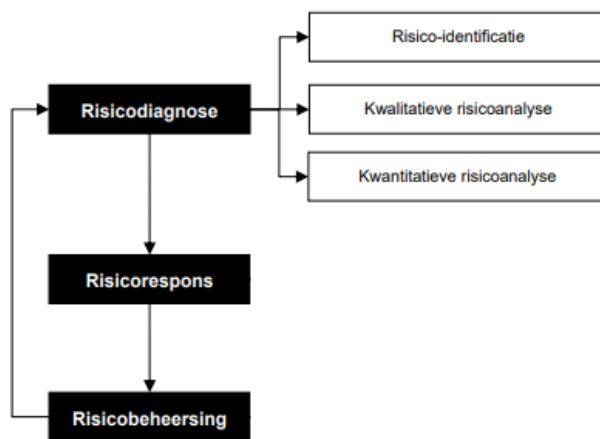 Risico-identificatie
Risicodiagnose
Kwalitatieve risicoanalyse
Kwantitatieve risicoanalyse
Risicorespons
Risicobeheersing